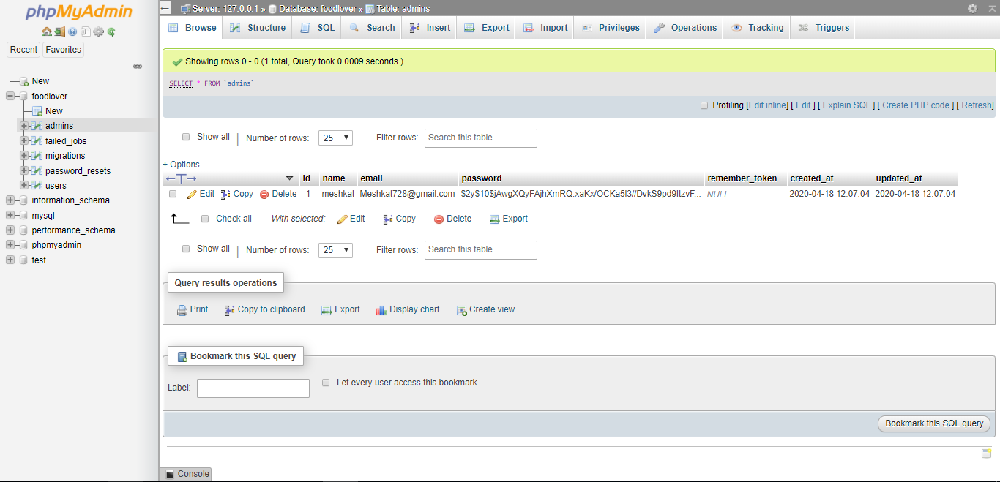 phpMyAdmin
Recent Favorites
New
foodlover
New
admins
failed_jobs
migrations
password_resets
users
information_schema
mysql
performance_schema
phpmyadmin
test
Server: 127.0.0.1 » Database: foodlover » Table: admins
Browse Structure SQL Search Insert Export Import Privileges Operations Tracking Triggers
Showing rows 0 - 0 (1 total, Query took 0.0009 seconds.)
SELECT * FROM `admins`
Profiling [Edit inline] [ Edit ] [ Explain SQL ] [ Create PHP code ] [ Refresh]
Show all | Number of rows: 25 Filter rows: Search this table
+ Options
←T→ id name email password remember_token created_at updated_at
Edit Copy Delete 1 meshkat Meshkat728@gmail.com $2y$10$jAwgXQyFAjhXmRQ.xaKx/OCKa5I3//DvkS9pd9ItzvF... NULL 2020-04-18 12:07:04 2020-04-18 12:07:04
Check all With selected: Edit Copy Delete Export
Show all | Number of rows: 25 Filter rows: Search this table
Query results operations
Print Copy to clipboard Export Display chart Create view
Bookmark this SQL query
Label: Let every user access this bookmark
Bookmark this SQL query
Console